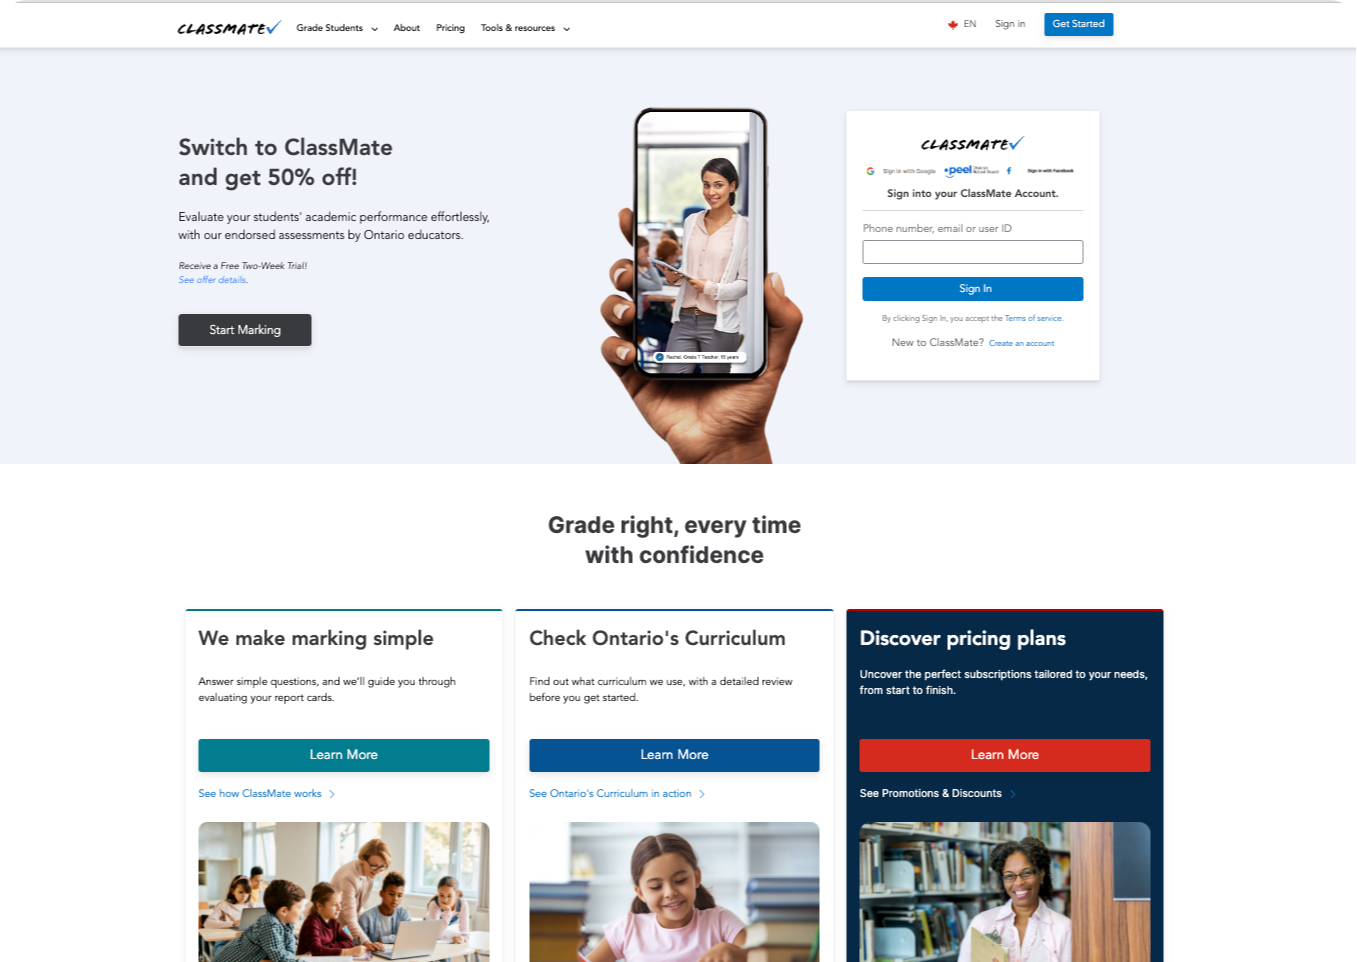 CLASSMATE
Grade Students
About
Pricing
Tools & resources
EN
Sign in
Get Started
Switch to ClassMate
and get 50% off!
Evaluate your students' academic performance effortlessly,
with our endorsed assessments by Ontario educators.
Receive a Free Two-Week Trial!
See offer details.
Start Marking
Rachel, Grade 7 Teacher, 15 years
CLASSMATE
Sign in with Google
peel District School Board
Sign in with Facebook
Sign into your ClassMate Account.
Phone number, email or user ID
Sign In
By clicking Sign In, you accept the Terms of service.
New to ClassMate? Create an account
Grade right, every time
with confidence
We make marking simple
Answer simple questions, and we'll guide you through
evaluating your report cards.
Learn More
See how ClassMate works
Check Ontario's Curriculum
Find out what curriculum we use, with a detailed review
before you get started.
Learn More
See Ontario's Curriculum in action
Discover pricing plans
Uncover the perfect subscriptions tailored to your needs,
from start to finish.
Learn More
See Promotions & Discounts